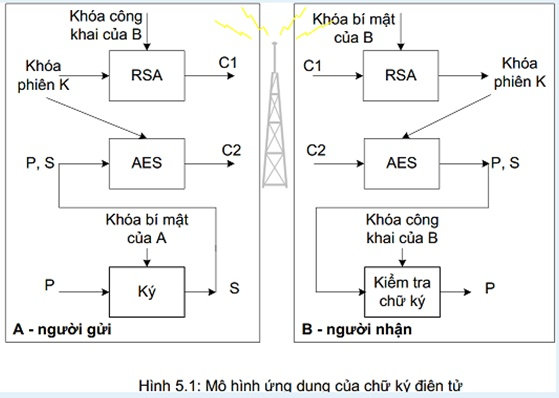 Khóa công
khai của B
Khóa
phiên K
RSA
C1
P, S
AES
C2
Khóa bí mật
của A
P
Ký
S
A - người gửi
Khóa bí mật
của B
C1
RSA
Khóa
phiên K
C2
AES
P, S
Khóa công
khai của B
Kiểm tra
chữ ký
P
B - người nhận
Hình 5.1: Mô hình ứng dụng của chữ ký điện tử